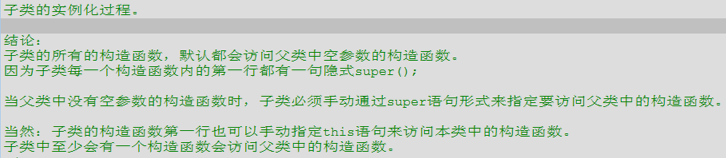 子类的实例化过程。
结论：
子类的所有的构造函数，默认都会访问父类中空参数的构造函数。
因为子类每一个构造函数内的第一行都有一句隐式super();
当父类中没有空参数的构造函数时，子类必须手动通过super语句形式来指定要访问父类中的构造函数。
当然：子类的构造函数第一行也可以手动指定this语句来访问本类中的构造函数。
子类中至少会有一个构造函数会访问父类中的构造函数。